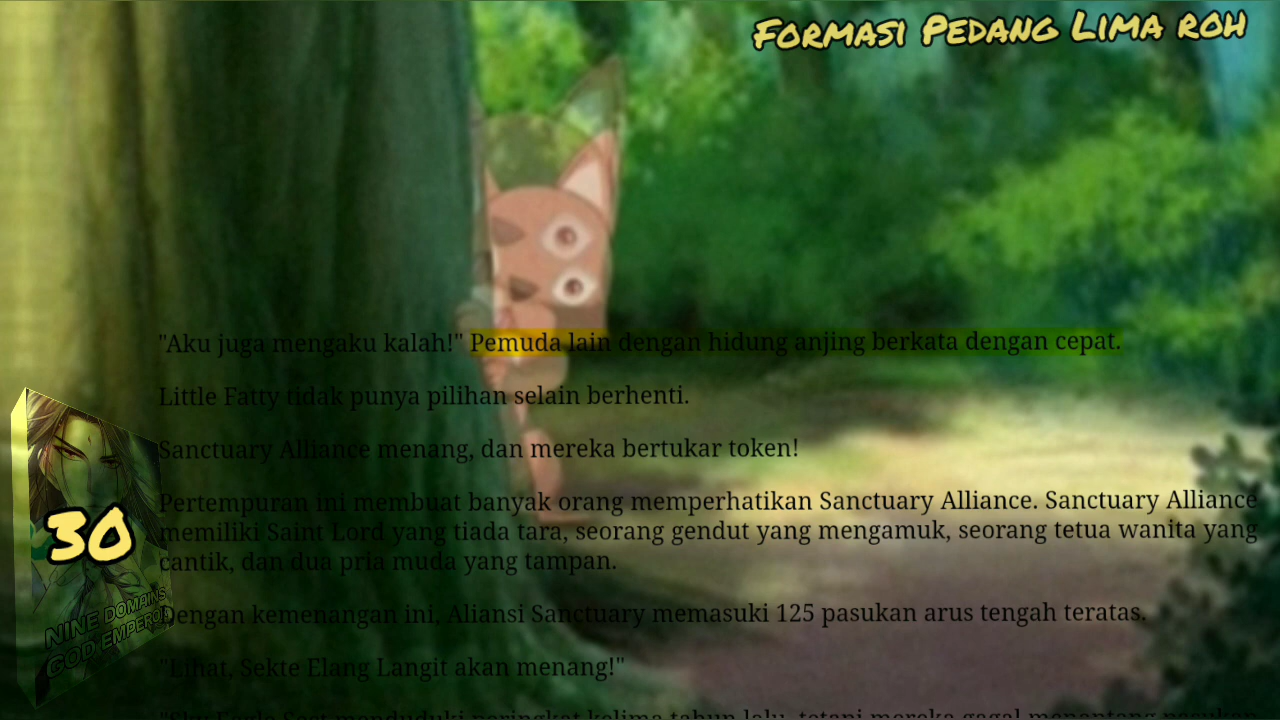 Formasi Pedang Lima roh
"Aku juga mengaku kalah!" Pemuda lain dengan hidung anjing berkata dengan cepat.
Little Fatty tidak punya pilihan selain berhenti.
Sanctuary Alliance menang, dan mereka bertukar token!
Pertempuran ini membuat banyak orang memperhatikan Sanctuary Alliance. Sanctuary Alliance
memiliki Saint Lord yang tiada tara, seorang gendut yang mengamuk, seorang tetua wanita yang
cantik, dan dua pria muda yang tampan.
30
NINE DOMAINS
GOD EMPEROR
Dengan kemenangan ini, Aliansi Sanctuary memasuki 125 pasukan arus tengah teratas.
"Lihat, Sekte Elang Langit akan menang!"